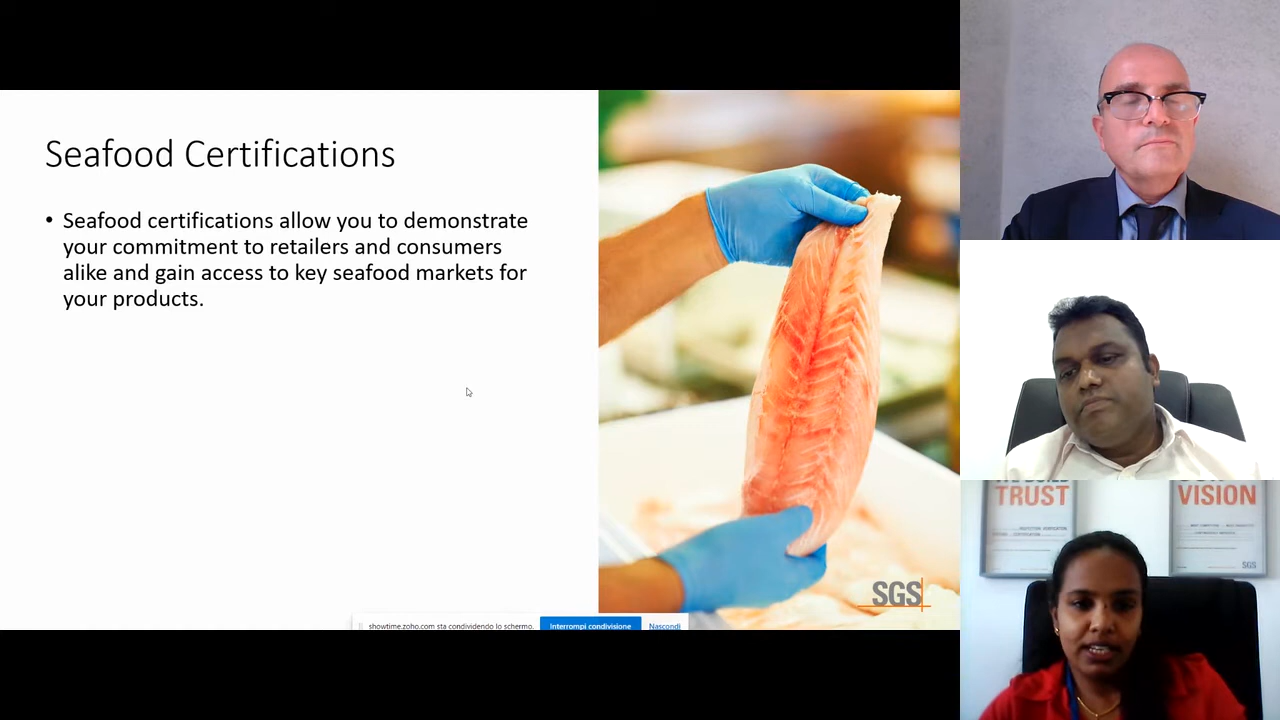 Seafood Certifications
• Seafood certifications allow you to demonstrate
your commitment to retailers and consumers
alike and gain access to key seafood markets for
your products.
SGS
showtime.zoho.com sta condividendo lo schermo.
Interrompi condivisione
Nascondi
TRUST
VISION
SGS